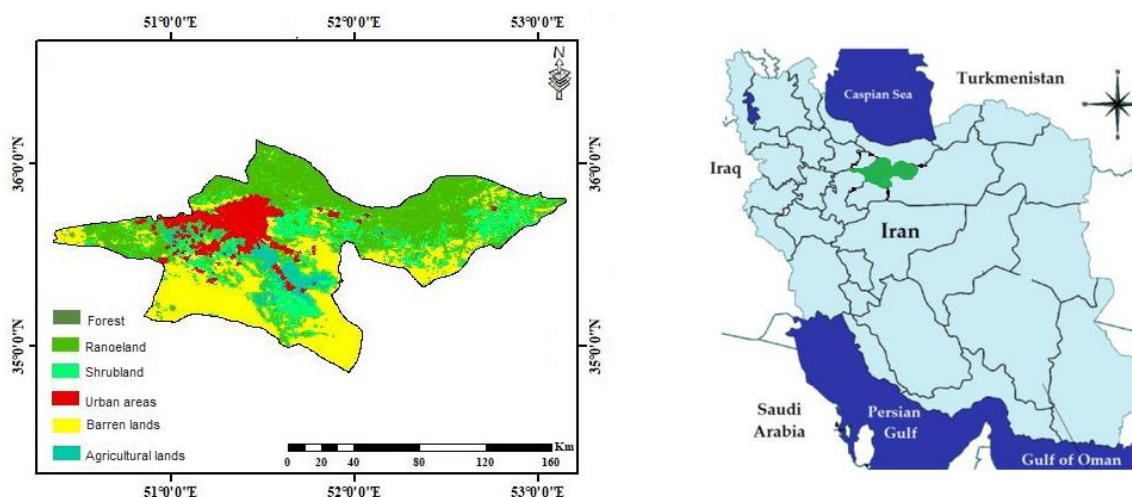 51°0'0"E 52°0'0"E 53°0'0"E
N
36°0'0"N
36°0'0"N
35°0'0"N
35°0'0"N
Forest
Ranoeland
Shrubland
Urban areas
Barren lands
Agricultural lands
Km
0 10 20 40 80 120 160
51°0'0"E 52°0'0"E 53°0'0"E
Turkmenistan
Caspian Sea
Iraq
Iran
Saudi
Arabia
Persian
Gulf
Gulf of Oman